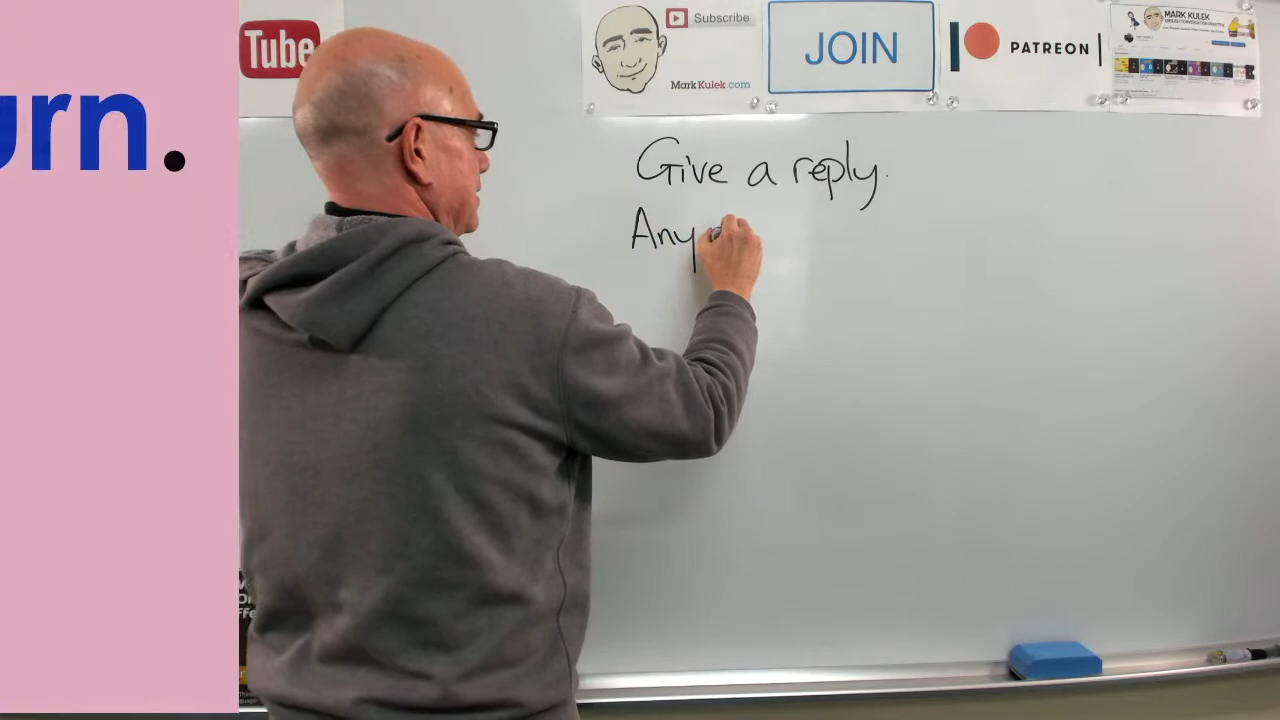 urn.
Tube
Subscribe
MarkKulek.com
JOIN
PATREON
MARK KULEK
Give a reply.
Any